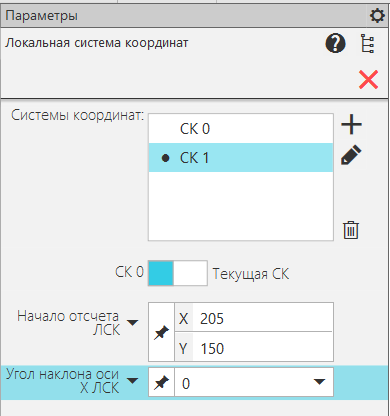 Параметры
Локальная система координат
Системы координат:
СК 0
СК 1
СК 0 Текущая СК
Начало отсчета
ЛСК
X 205
Y 150
Угол наклона оси
X ЛСК
0